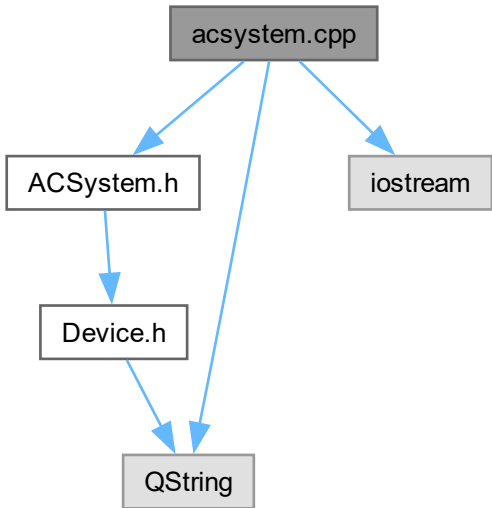 acsystem.cpp
ACSystem.h
iostream
Device.h
QString